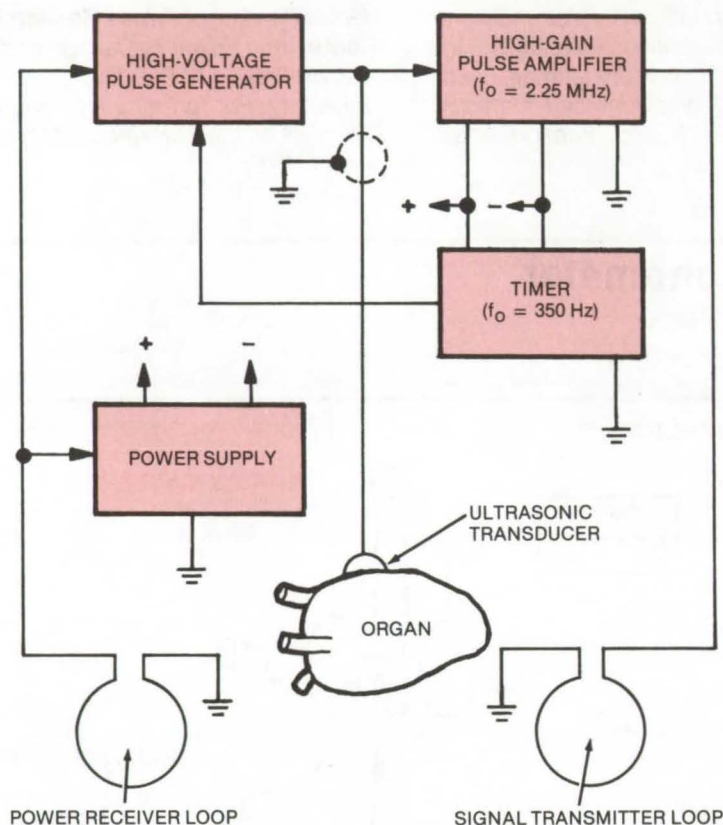 HIGH-VOLTAGE
PULSE GENERATOR
HIGH-GAIN
PULSE AMPLIFIER
(fO = 2.25 MHz)
+
−
TIMER
(fO = 350 Hz)
+
−
POWER SUPPLY
ULTRASONIC
TRANSDUCER
ORGAN
POWER RECEIVER LOOP
SIGNAL TRANSMITTER LOOP